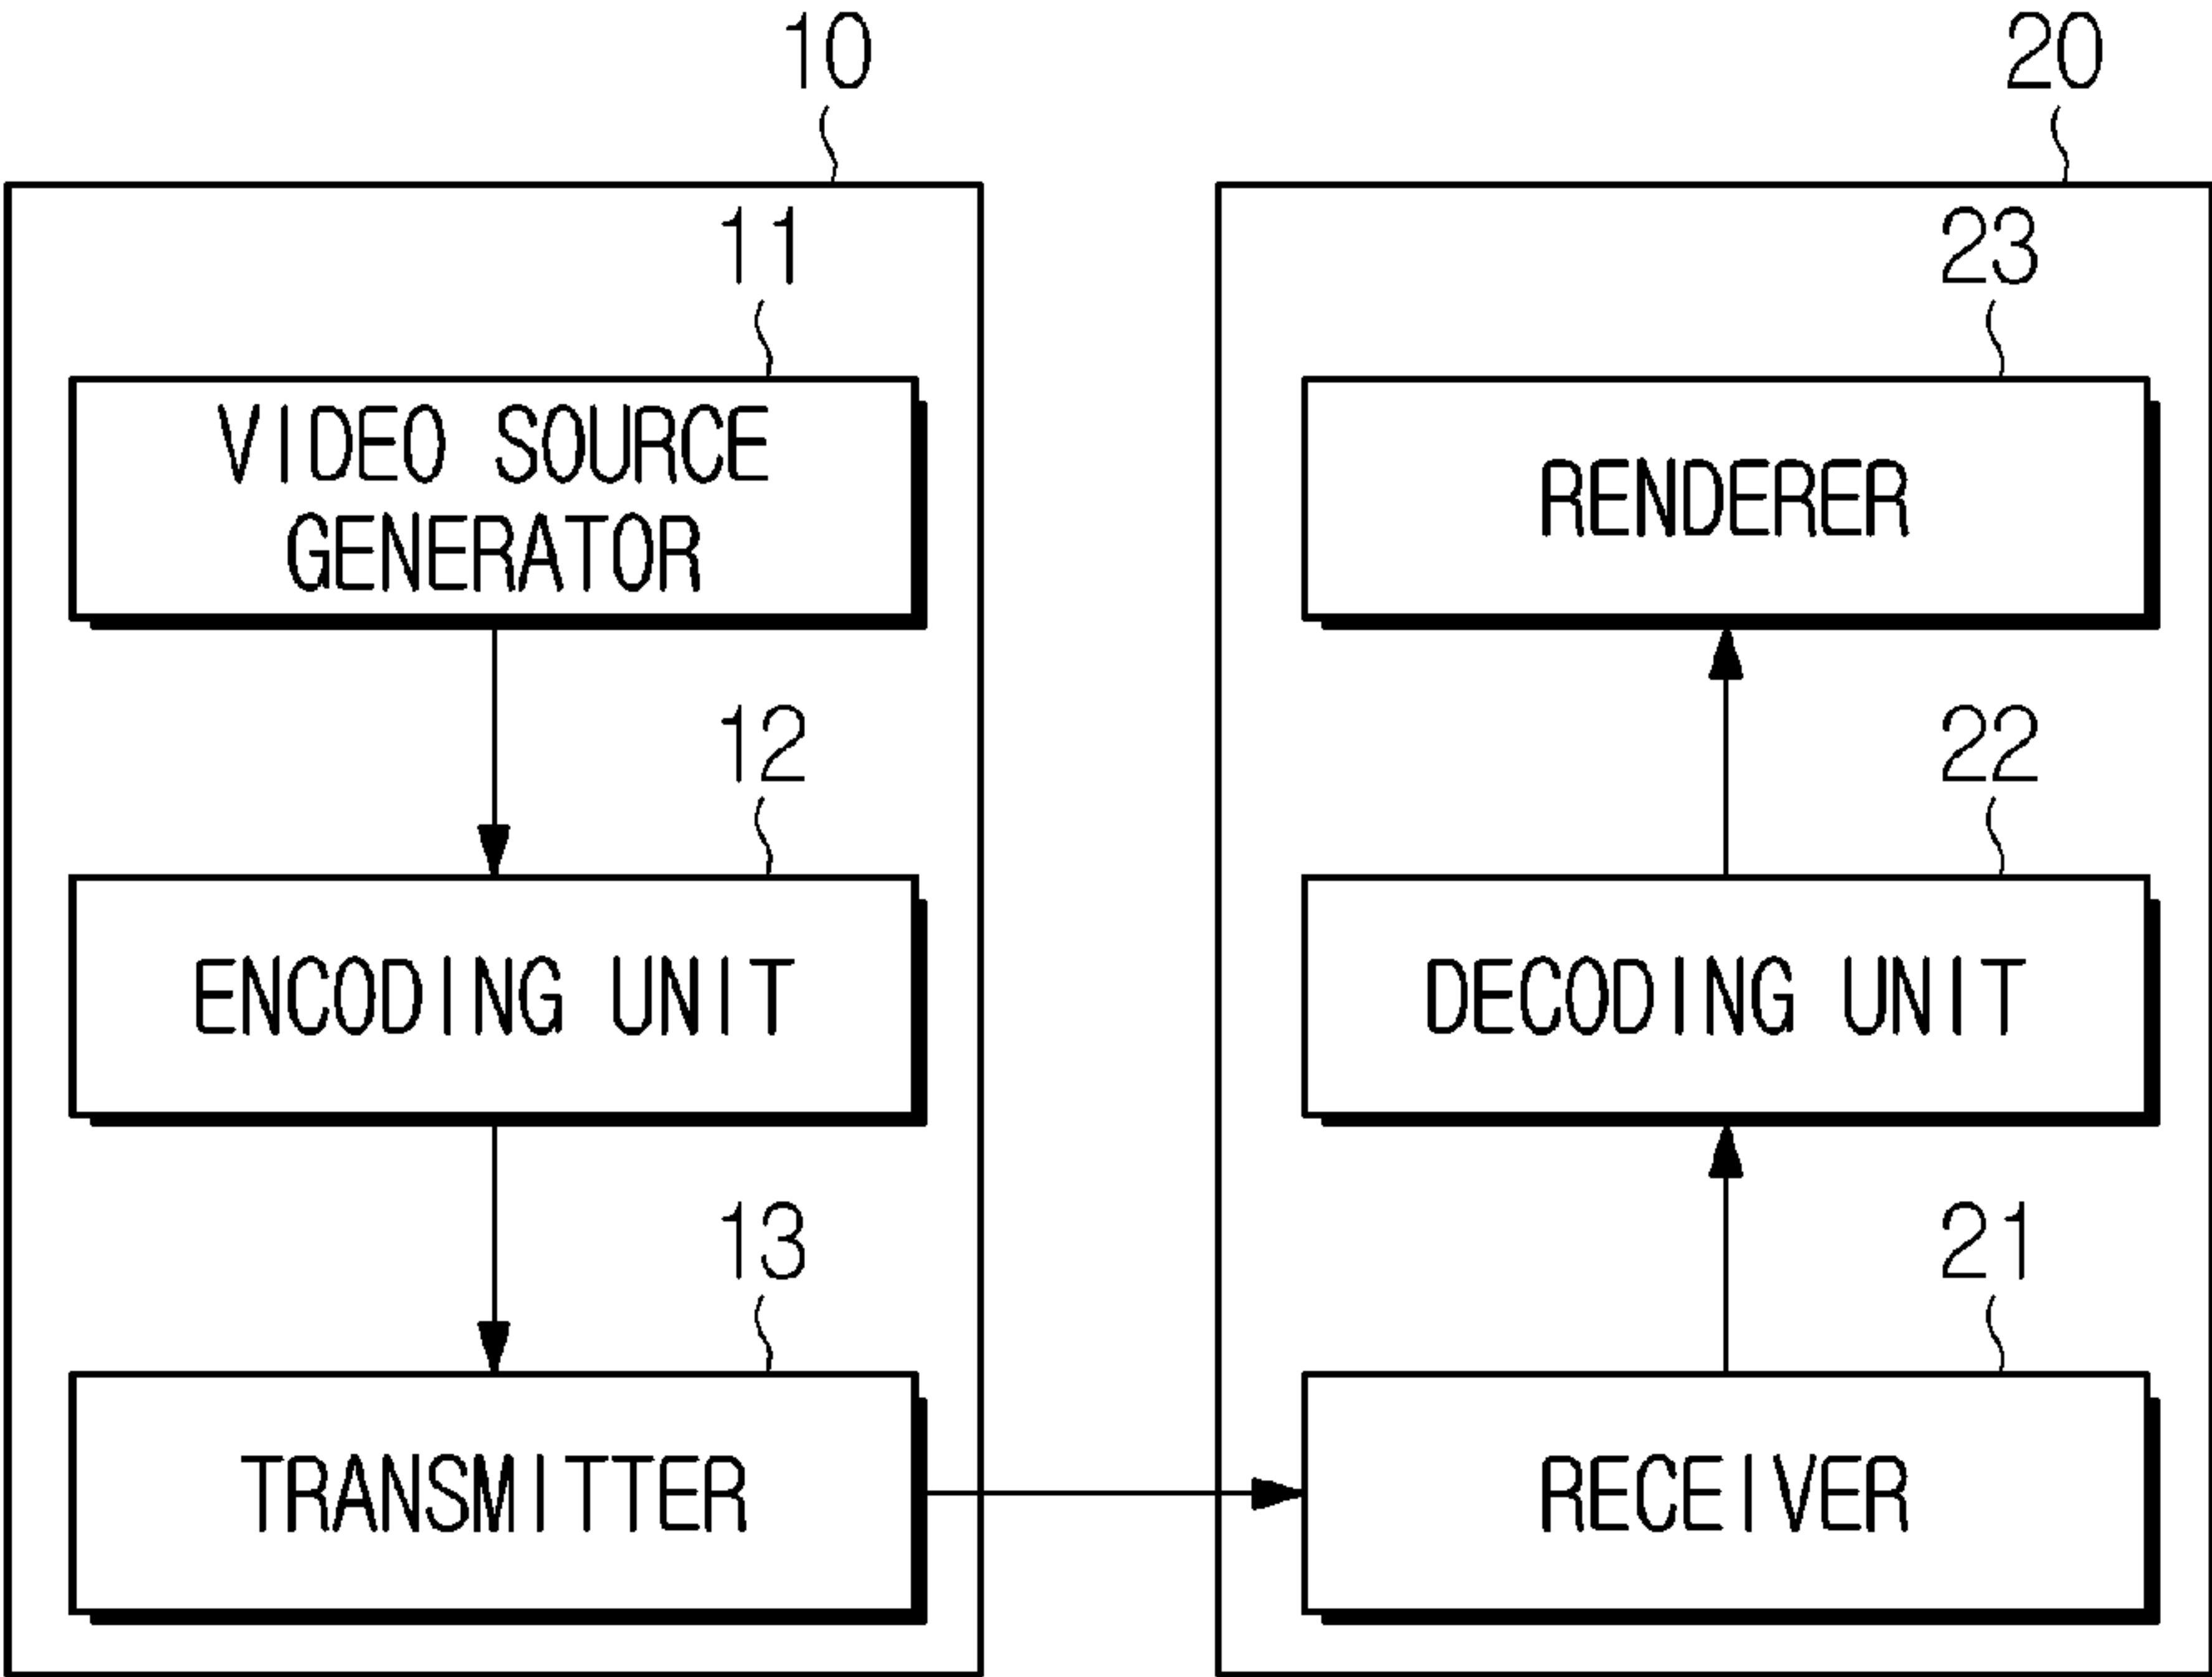 10
11
VIDEO SOURCE
GENERATOR
12
ENCODING UNIT
13
TRANSMITTER
20
23
RENDERER
22
DECODING UNIT
21
RECEIVER